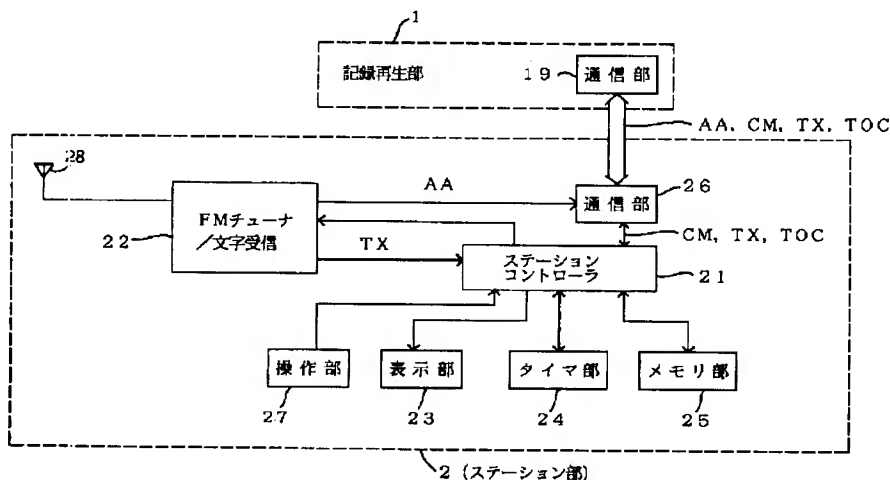 1
記録再生部
19
通信部
AA, CM, TX, TOC
28
AA
26
通信部
FMチューナ
/文字受信
22
TX
CM, TX, TOC
ステーション
コントローラ
21
操作部
表示部
タイマ部
メモリ部
27
23
24
25
2 (ステーション部)